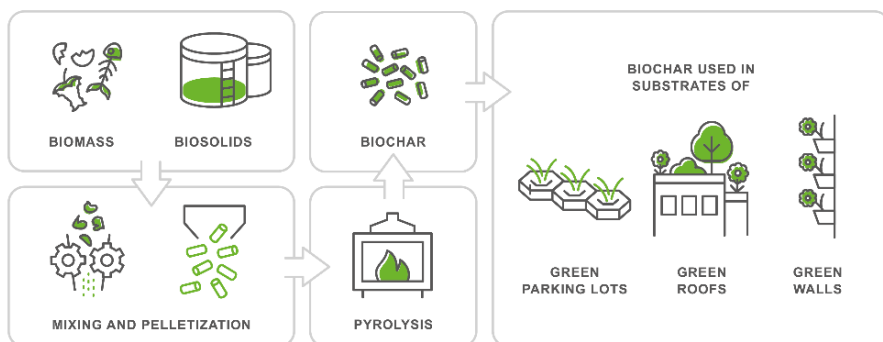 BIOMASS
BIOSOLIDS
MIXING AND PELLETIZATION
PYROLYSIS
BIOCHAR
BIOCHAR USED IN
SUBSTRATES OF
GREEN
PARKING LOTS
GREEN
ROOFS
GREEN
WALLS